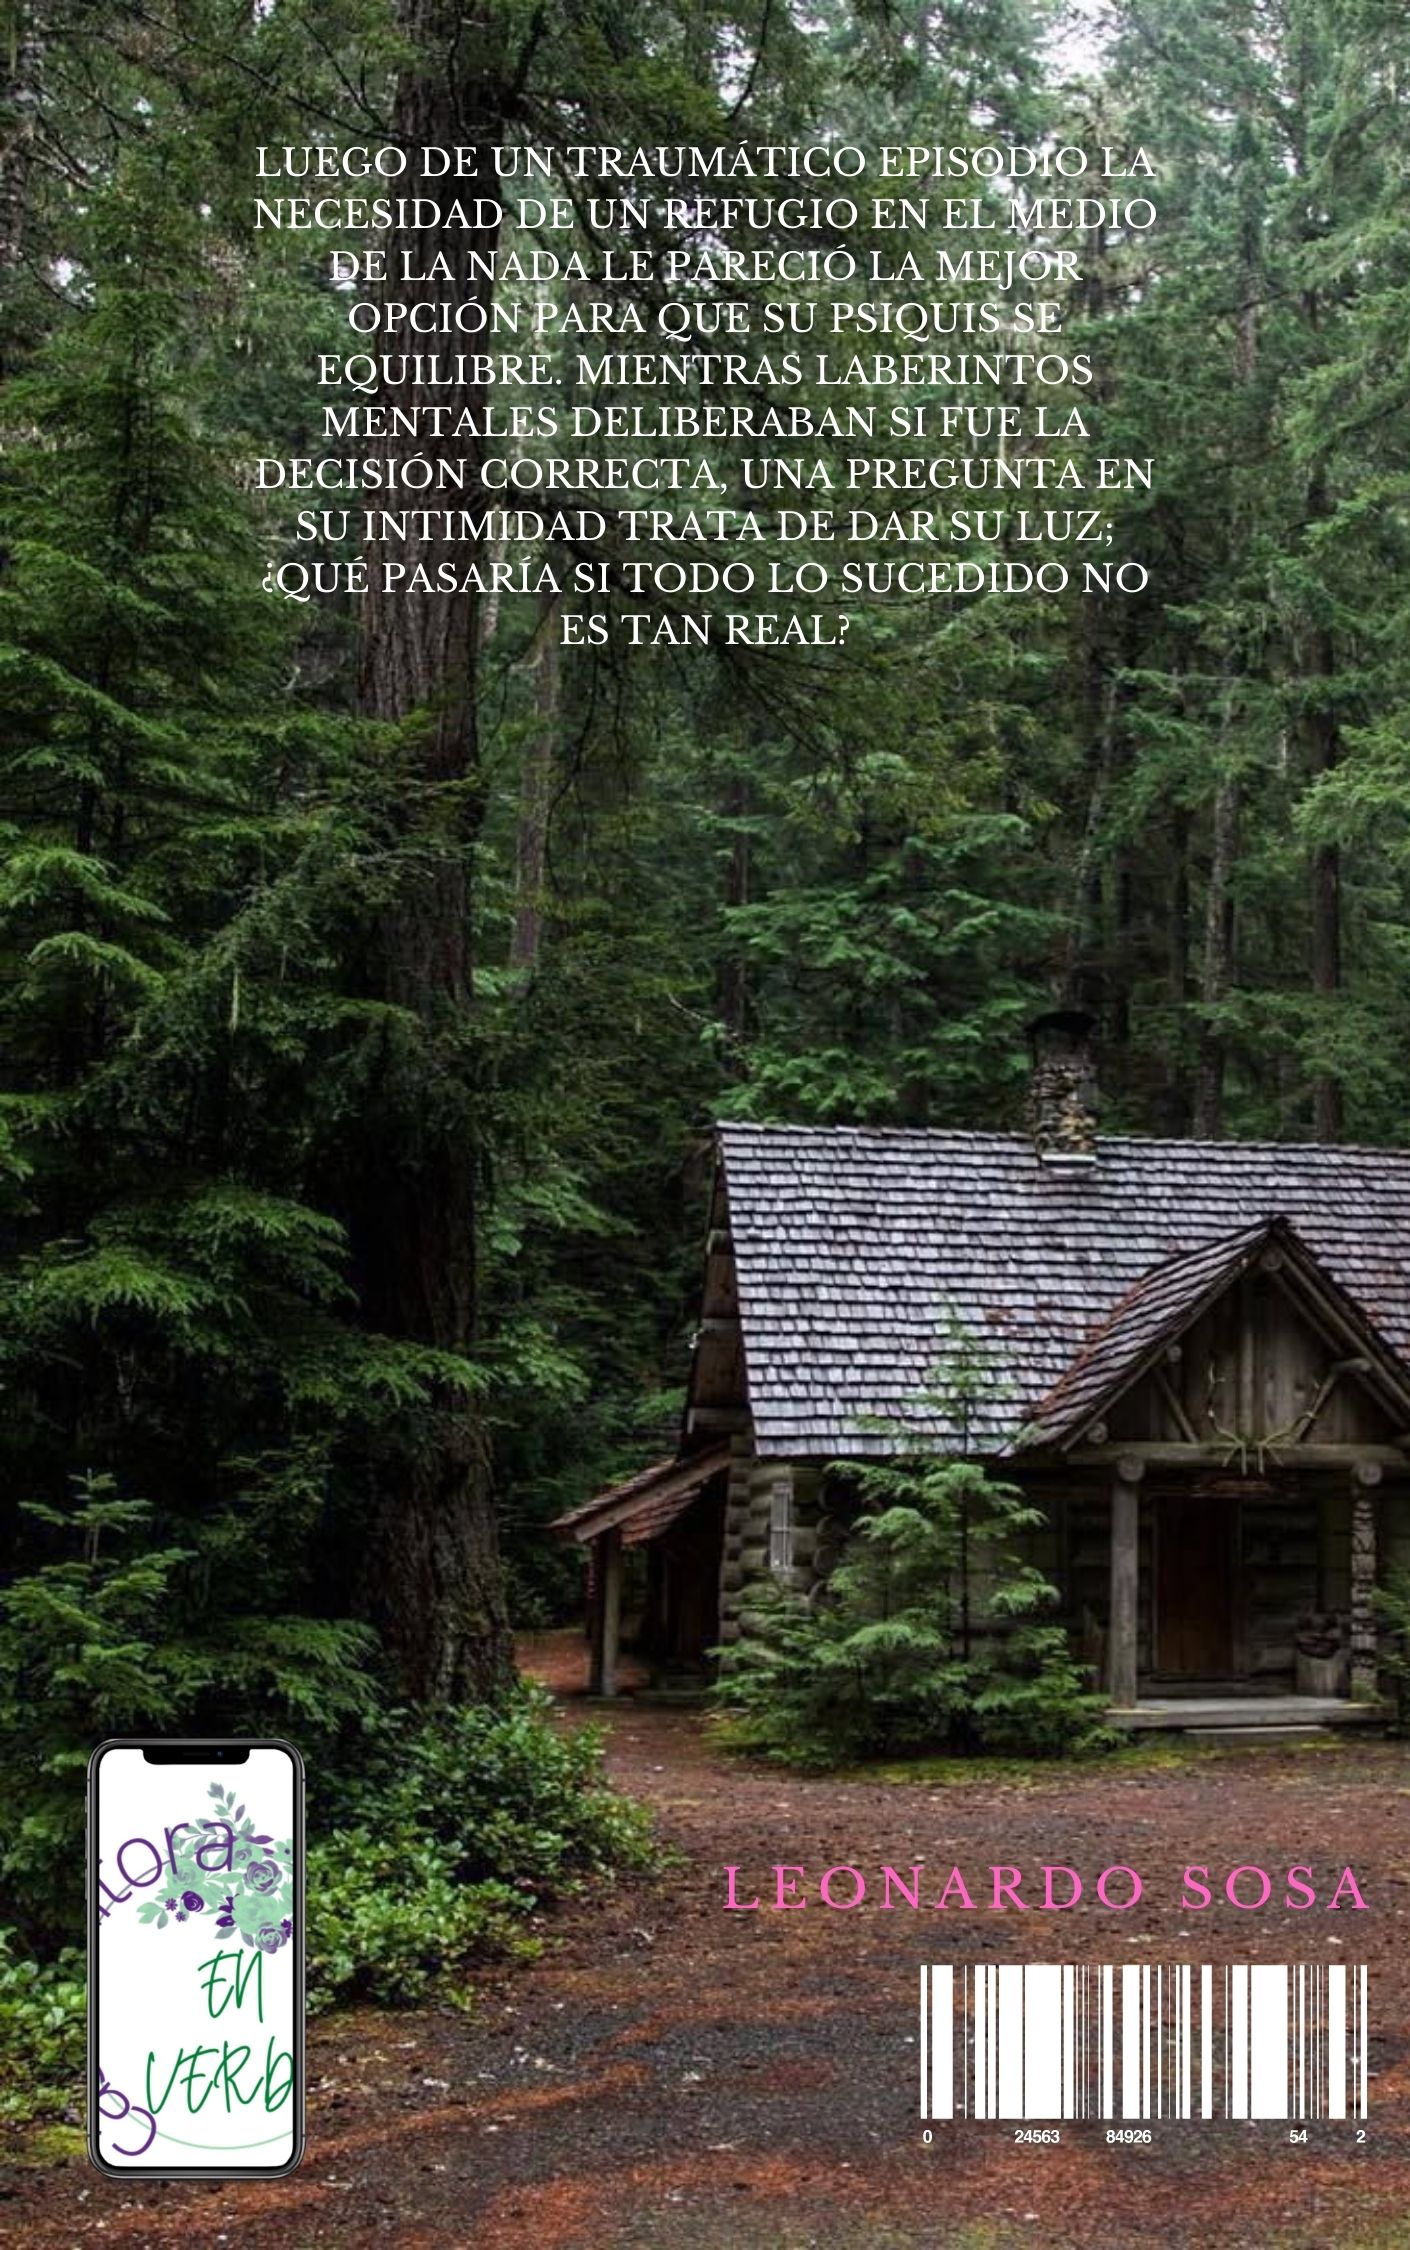 LUEGO DE UN TRAUMÁTICO EPISODIO LA
NECESIDAD DE UN REFUGIO EN EL MEDIO
DE LA NADA LE PARECIÓ LA MEJOR
OPCIÓN PARA QUE SU PSIQUIS SE
EQUILIBRE. MIENTRAS LABERINTOS
MENTALES DELIBERABAN SI FUE LA
DECISIÓN CORRECTA, UNA PREGUNTA EN
SU INTIMIDAD TRATA DE DAR SU LUZ;
¿QUÉ PASARÍA SI TODO LO SUCEDIDO NO
ES TAN REAL?
EN
VERb
LEONARDO SOSA
0 24563 84926 54 2